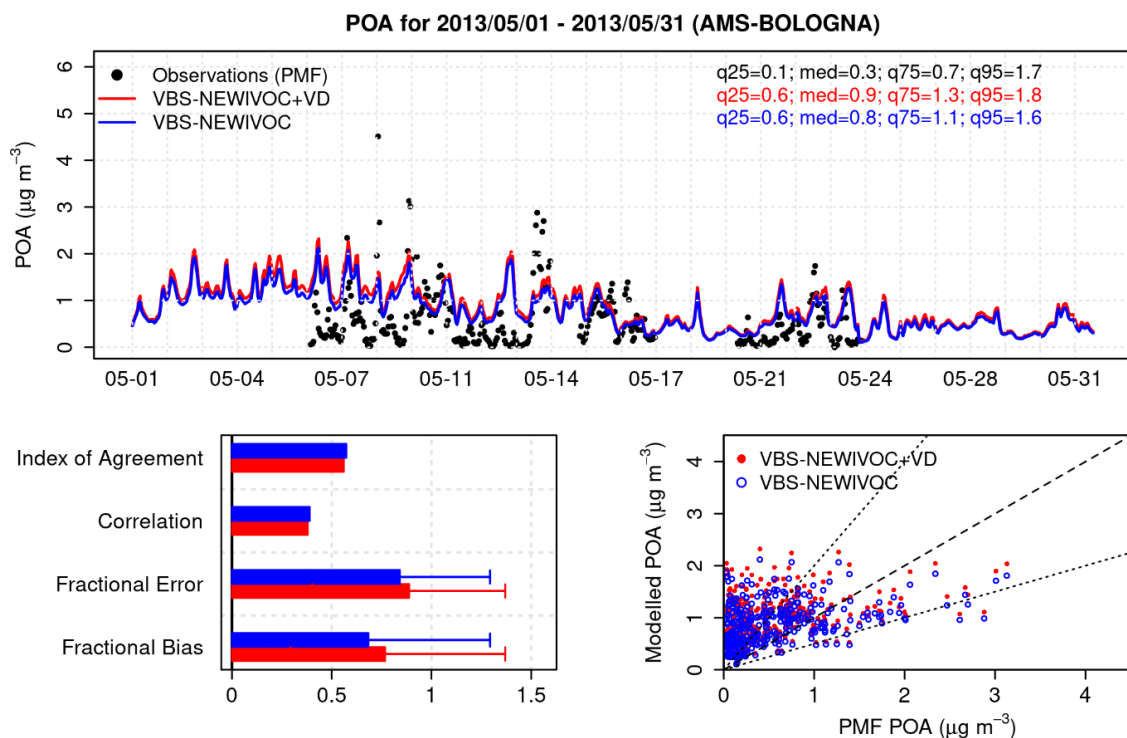 POA for 2013/05/01 - 2013/05/31 (AMS-BOLOGNA)
POA (μg m⁻³)
6
5
4
3
2
1
0
Observations (PMF)
VBS-NEWIVOC+VD
VBS-NEWIVOC
q25=0.1; med=0.3; q75=0.7; q95=1.7
q25=0.6; med=0.9; q75=1.3; q95=1.8
q25=0.6; med=0.8; q75=1.1; q95=1.6
05-01 05-04 05-07 05-11 05-14 05-17 05-21 05-24 05-28 05-31
Index of Agreement
Correlation
Fractional Error
Fractional Bias
0 0.5 1 1.5
Modelled POA (μg m⁻³)
4
3
2
1
0
VBS-NEWIVOC+VD
VBS-NEWIVOC
0 1 2 3 4
PMF POA (μg m⁻³)